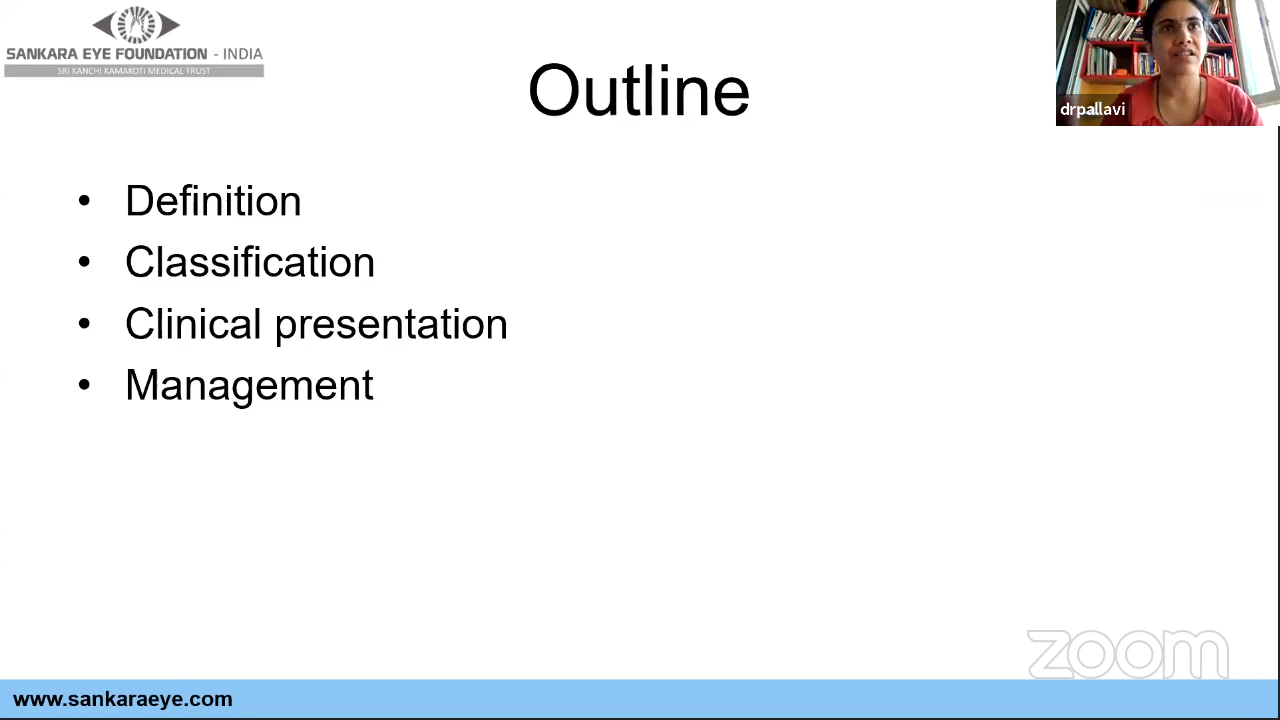 SANKARA EYE FOUNDATION - INDIA
SRI KANCHI KAMAKOTI MEDICAL TRUST
Outline
drpallavi
• Definition
• Classification
• Clinical presentation
• Management
zoom
www.sankaraeye.com